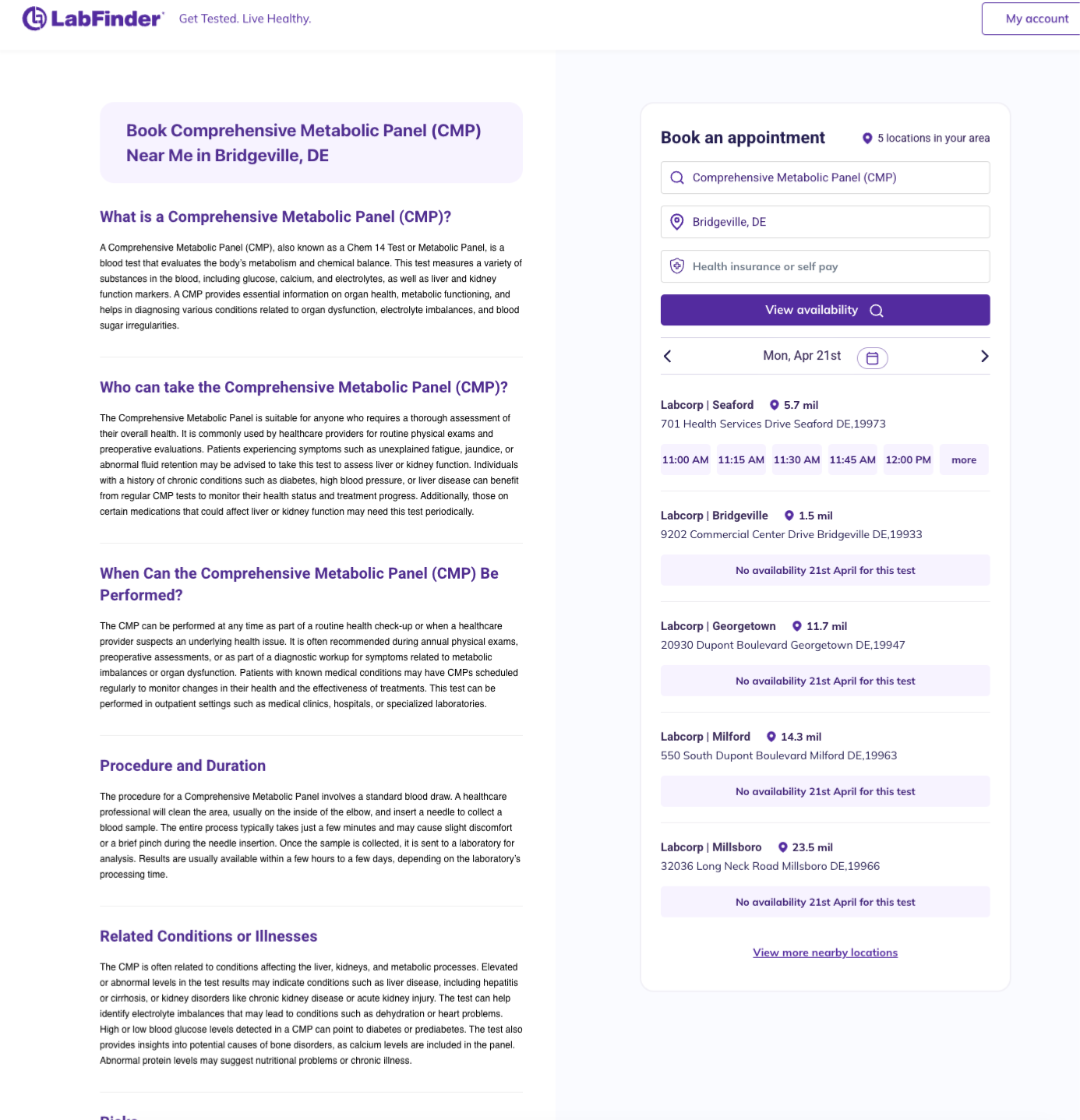 LabFinder
Get Tested. Live Healthy.
My account
Book Comprehensive Metabolic Panel (CMP)
Near Me in Bridgeville, DE
What is a Comprehensive Metabolic Panel (CMP)?
A Comprehensive Metabolic Panel (CMP), also known as a Chem 14 Test or Metabolic Panel, is a
blood test that evaluates the body's metabolism and chemical balance. This test measures a variety of
substances in the blood, including glucose, calcium, and electrolytes, as well as liver and kidney
function markers. A CMP provides essential information on organ health, metabolic functioning, and
helps in diagnosing various conditions related to organ dysfunction, electrolyte imbalances, and blood
sugar irregularities.
Who can take the Comprehensive Metabolic Panel (CMP)?
The Comprehensive Metabolic Panel is suitable for anyone who requires a thorough assessment of
their overall health. It is commonly used by healthcare providers for routine physical exams and
preoperative evaluations. Patients experiencing symptoms such as unexplained fatigue, jaundice, or
abnormal fluid retention may be advised to take this test to assess liver or kidney function. Individuals
with a history of chronic conditions such as diabetes, high blood pressure, or liver disease can benefit
from regular CMP tests to monitor their health status and treatment progress. Additionally, those on
certain medications that could affect liver or kidney function may need this test periodically.
When Can the Comprehensive Metabolic Panel (CMP) Be
Performed?
The CMP can be performed at any time as part of a routine health check-up or when a healthcare
provider suspects an underlying health issue. It is often recommended during annual physical exams,
preoperative assessments, or as part of a diagnostic workup for symptoms related to metabolic
imbalances or organ dysfunction. Patients with known medical conditions may have CMPs scheduled
regularly to monitor changes in their health and the effectiveness of treatments. This test can be
performed in outpatient settings such as medical clinics, hospitals, or specialized laboratories.
Procedure and Duration
The procedure for a Comprehensive Metabolic Panel involves a standard blood draw. A healthcare
professional will clean the area, usually on the inside of the elbow, and insert a needle to collect a
blood sample. The entire process typically takes just a few minutes and may cause slight discomfort
or a brief pinch during the needle insertion. Once the sample is collected, it is sent to a laboratory for
analysis. Results are usually available within a few hours to a few days, depending on the laboratory's
processing time.
Related Conditions or Illnesses
The CMP is often related to conditions affecting the liver, kidneys, and metabolic processes. Elevated
or abnormal levels in the test results may indicate conditions such as liver disease, including hepatitis
or cirrhosis, or kidney disorders like chronic kidney disease or acute kidney injury. The test can help
identify electrolyte imbalances that may lead to conditions such as dehydration or heart problems.
High or low blood glucose levels detected in a CMP can point to diabetes or prediabetes. The test also
provides insights into potential causes of bone disorders, as calcium levels are included in the panel.
Abnormal protein levels may suggest nutritional problems or chronic illness.
Book an appointment
5 locations in your area
Comprehensive Metabolic Panel (CMP)
Bridgeville, DE
Health insurance or self pay
View availability
Mon, Apr 21st
Labcorp | Seaford 5.7 mil
701 Health Services Drive Seaford DE,19973
11:00 AM 11:15 AM 11:30 AM 11:45 AM 12:00 PM more
Labcorp | Bridgeville 1.5 mil
9202 Commercial Center Drive Bridgeville DE,19933
No availability 21st April for this test
Labcorp | Georgetown 11.7 mil
20930 Dupont Boulevard Georgetown DE,19947
No availability 21st April for this test
Labcorp | Milford 14.3 mil
550 South Dupont Boulevard Milford DE,19963
No availability 21st April for this test
Labcorp | Millsboro 23.5 mil
32036 Long Neck Road Millsboro DE,19966
No availability 21st April for this test
View more nearby locations